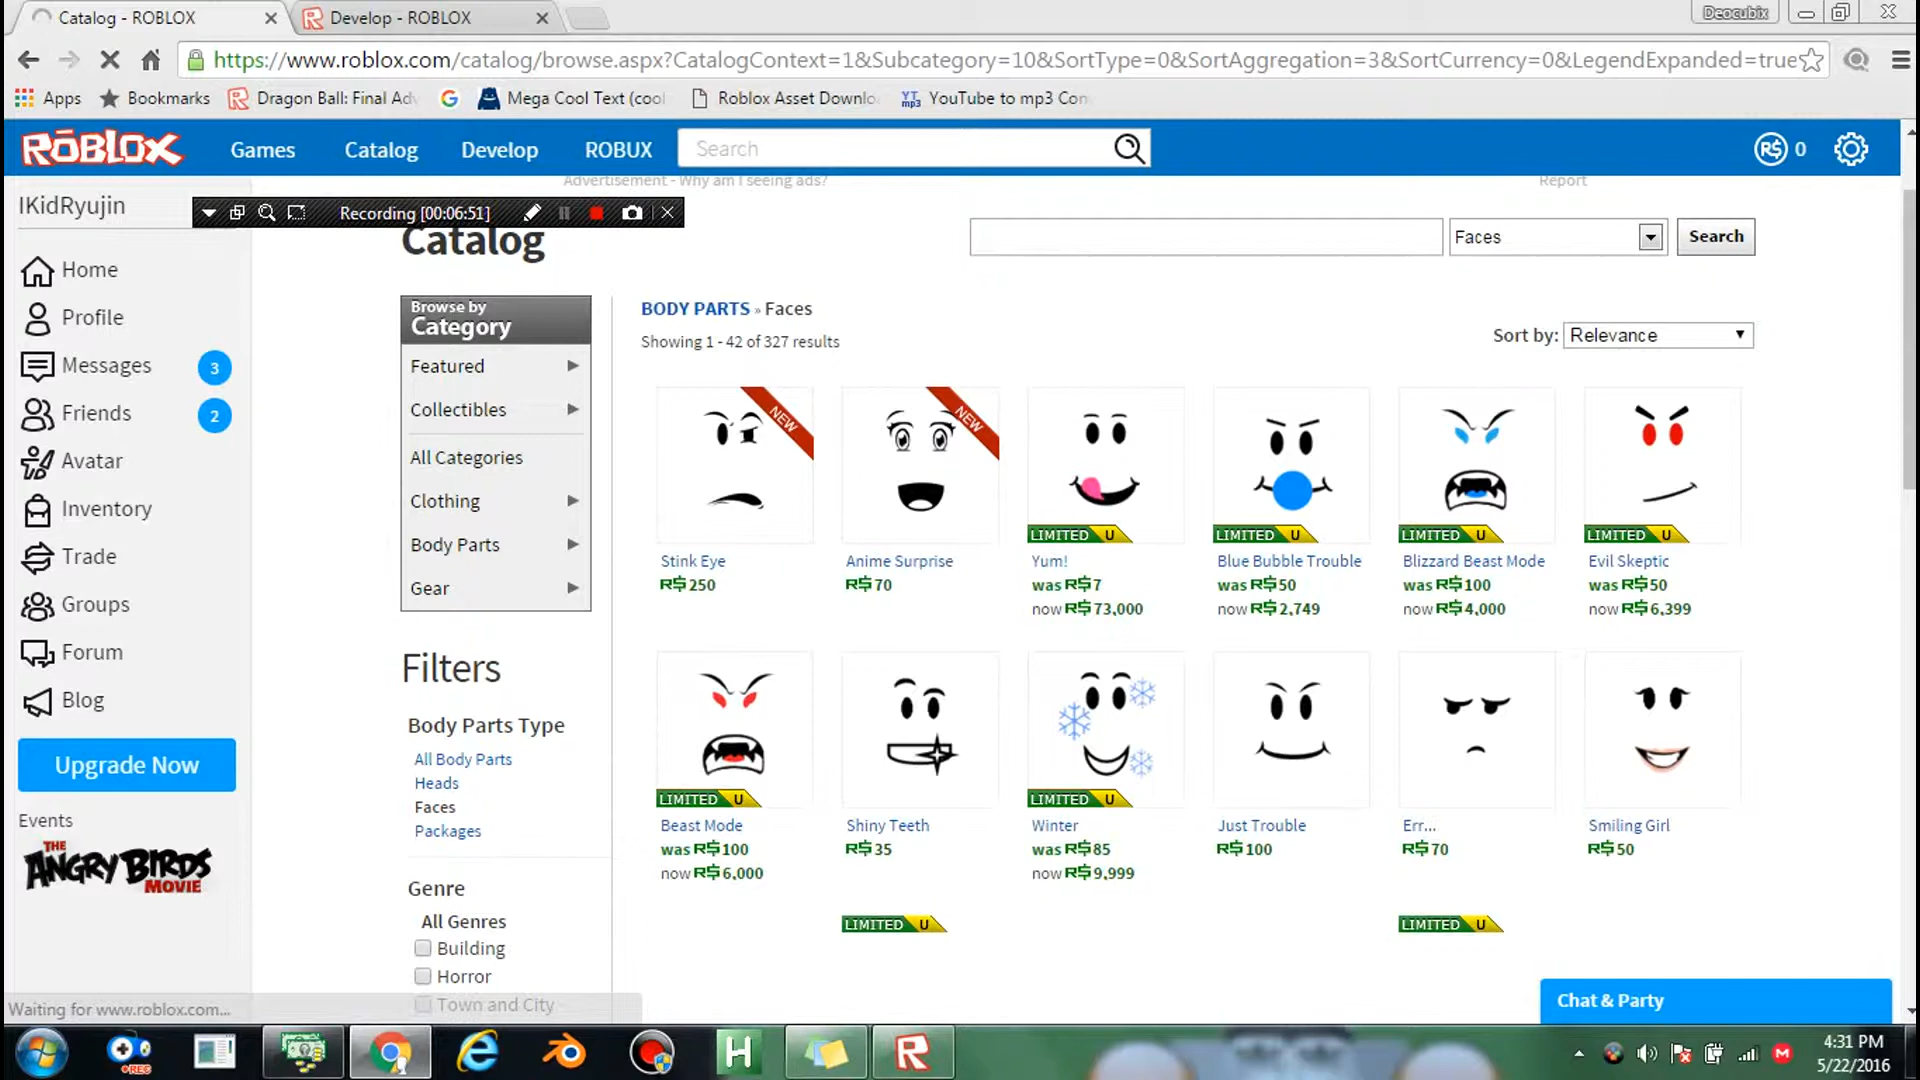 Catalog - ROBLOX
Develop - ROBLOX
Deocubix
https://www.roblox.com/catalog/browse.aspx?CatalogContext=1&Subcategory=10&SortType=0&SortAggregation=3&SortCurrency=0&LegendExpanded=true
Apps
Bookmarks
Dragon Ball: Final Adv
Mega Cool Text (cool
Roblox Asset Downlo
YouTube to mp3 Con
ROBLOX
Games
Catalog
Develop
ROBUX
Search
R$ 0
Advertisement - Why am I seeing ads?
Report
IKidRyujin
Recording [00:06:51]
Catalog
Faces
Search
Home
Profile
Messages 3
Friends 2
Avatar
Inventory
Trade
Groups
Forum
Blog
Upgrade Now
Events
THE ANGRY BIRDS MOVIE
Browse by
Category
Featured
Collectibles
All Categories
Clothing
Body Parts
Gear
Filters
Body Parts Type
All Body Parts
Heads
Faces
Packages
Genre
All Genres
Building
Horror
Town and City
BODY PARTS » Faces
Showing 1 - 42 of 327 results
Sort by: Relevance
NEW
Stink Eye
R$ 250
NEW
Anime Surprise
R$ 70
LIMITED U
Yum!
was R$ 7
now R$ 73,000
LIMITED U
Blue Bubble Trouble
was R$ 50
now R$ 2,749
LIMITED U
Blizzard Beast Mode
was R$ 100
now R$ 4,000
LIMITED U
Evil Skeptic
was R$ 50
now R$ 6,399
LIMITED U
Beast Mode
was R$ 100
now R$ 6,000
Shiny Teeth
R$ 35
LIMITED U
Winter
was R$ 85
now R$ 9,999
Just Trouble
R$ 100
Err...
R$ 70
Smiling Girl
R$ 50
LIMITED U
LIMITED U
Chat & Party
Waiting for www.roblox.com...
REC
4:31 PM
5/22/2016